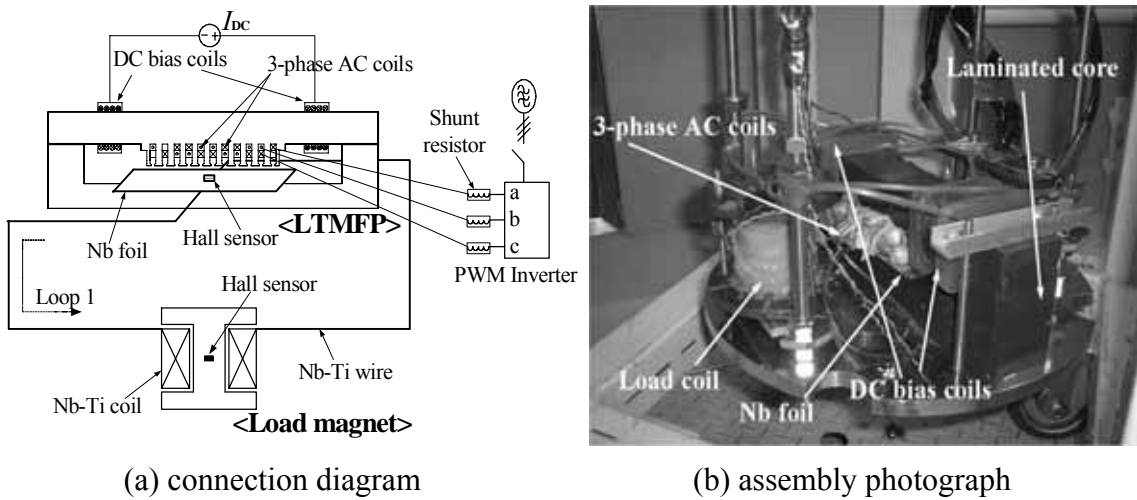 I DC
DC bias coils
3-phase AC coils
Shunt
resistor
a
b
c
PWM Inverter
Nb foil
Hall sensor
<LTMFP>
Loop 1
Hall sensor
Nb-Ti coil
Nb-Ti wire
<Load magnet>
(a) connection diagram
Laminated core
3-phase AC coils
Load coil
Nb foil
DC bias coils
(b) assembly photograph